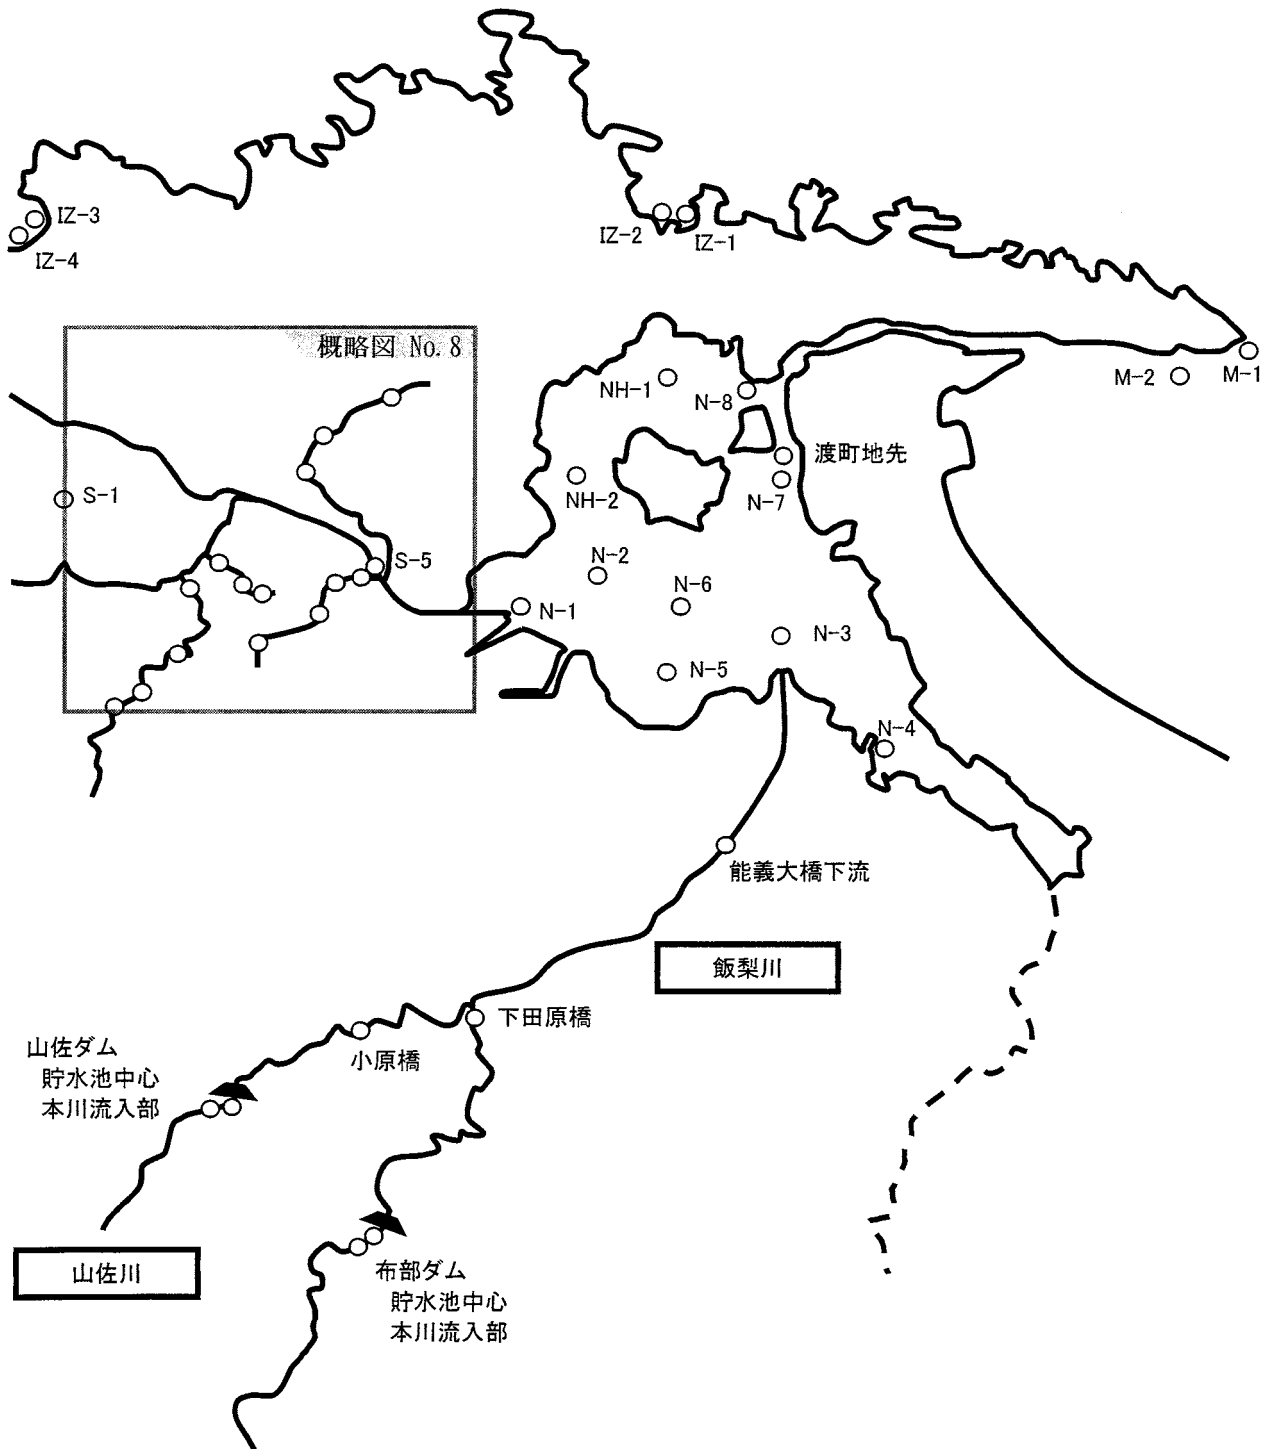 IZ-3
IZ-4
IZ-2
IZ-1
概略図 No.8
M-2
M-1
NH-1
N-8
渡町地先
S-1
NH-2
N-7
S-5
N-2
N-6
N-1
N-3
N-5
N-4
能義大橋下流
飯梨川
下田原橋
小原橋
山佐ダム
貯水池中心
本川流入部
山佐川
布部ダム
貯水池中心
本川流入部